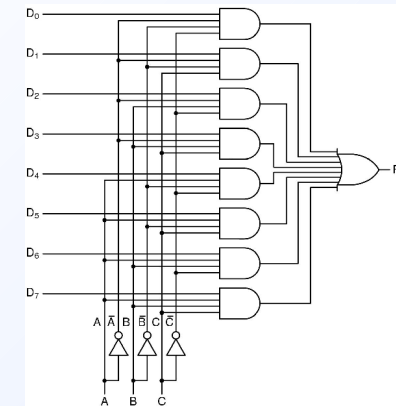 D₀
D₁
D₂
D₃
D₄
F
D₅
D₆
D₇
A A̅ B B̅ C C̅
A B C